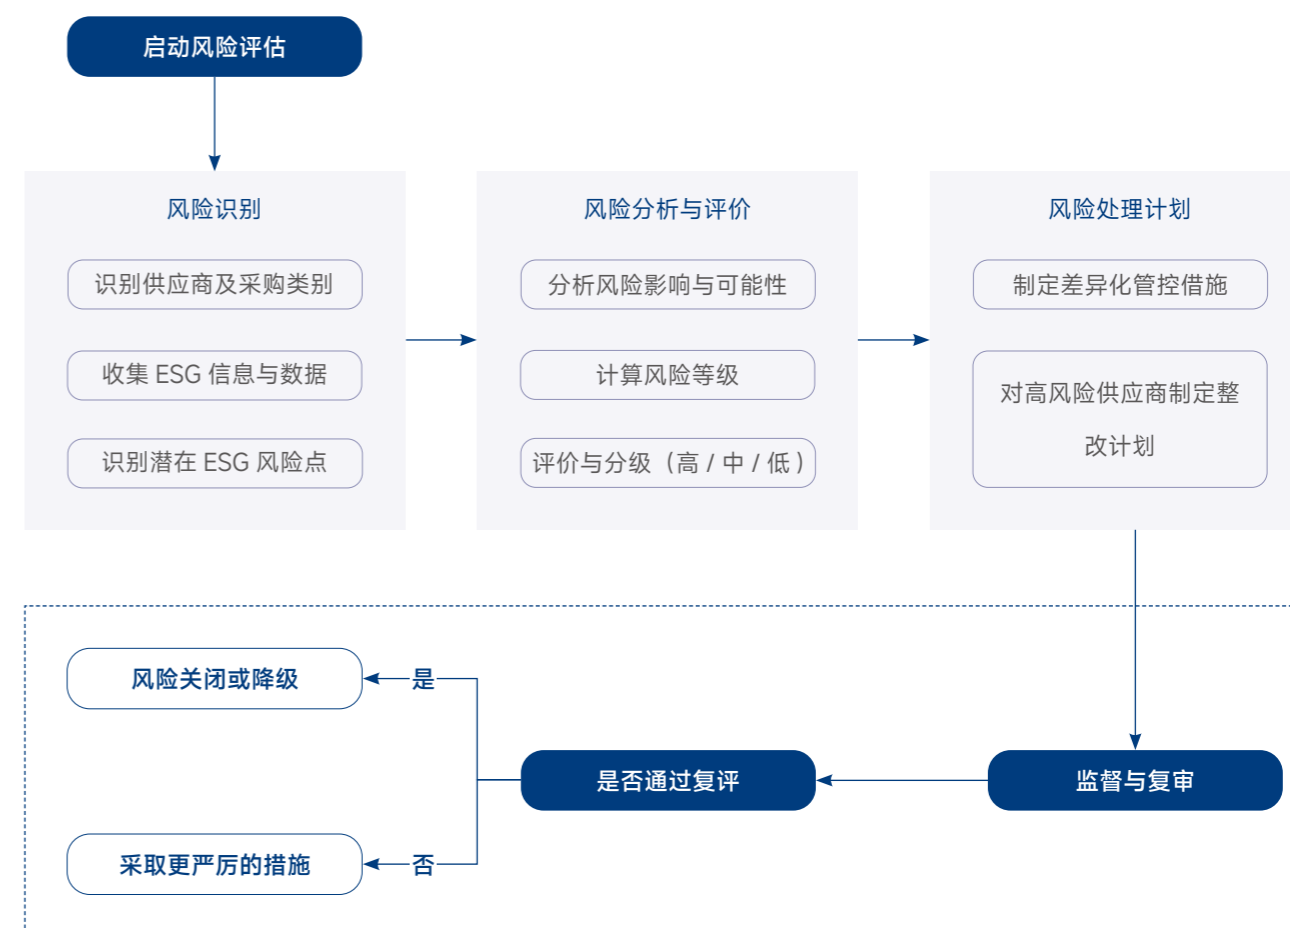 启动风险评估
风险识别
识别供应商及采购类别
收集 ESG 信息与数据
识别潜在 ESG 风险点
风险分析与评价
分析风险影响与可能性
计算风险等级
评价与分级（高 / 中 / 低 ）
风险处理计划
制定差异化管控借施
对高风险供应商制定整
改计划
监督与复审
是否通过复评
是
风险关闭或降级
否
采取更严厉的措施